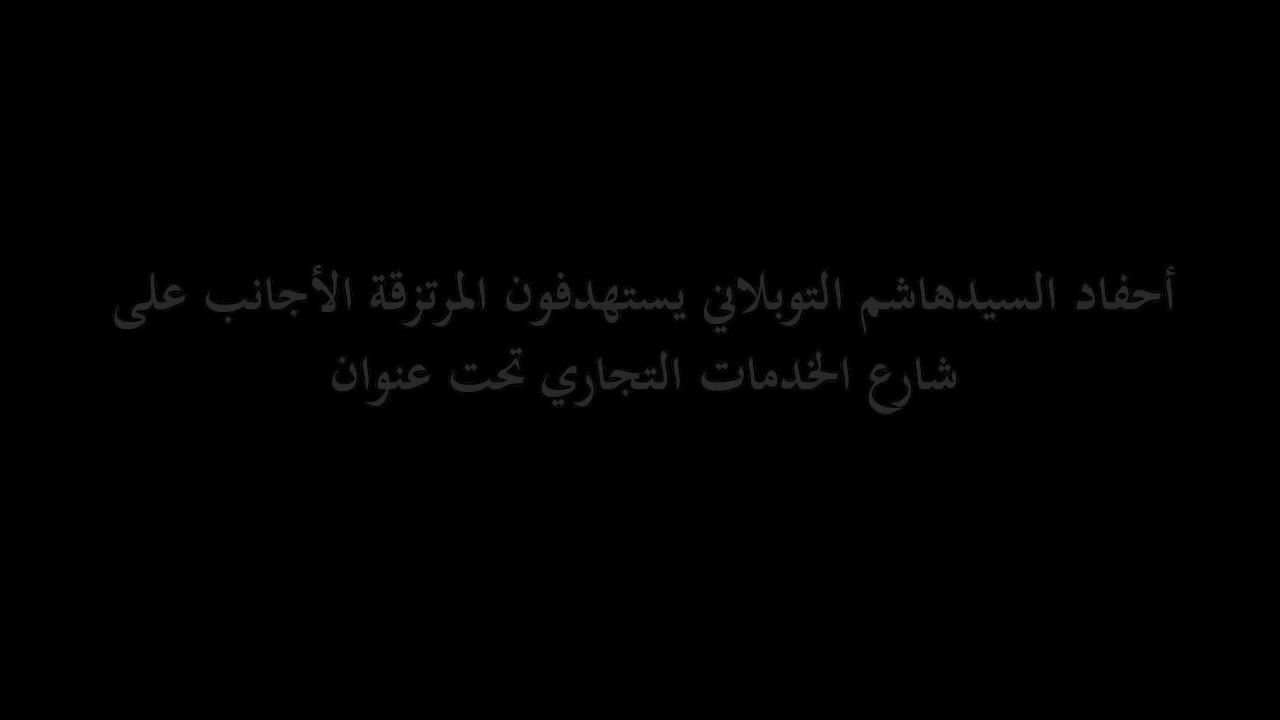 أحفاد السيدهاشم التوبلاني يستهدفون المرتزقة الأجانب على
شارع الخدمات التجاري تحت عنوان